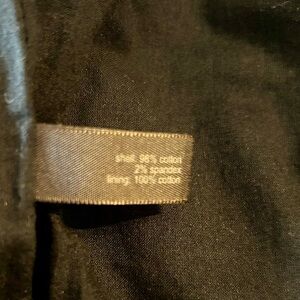 shell: 98% cotton
2% spandex
lining: 100% cotton